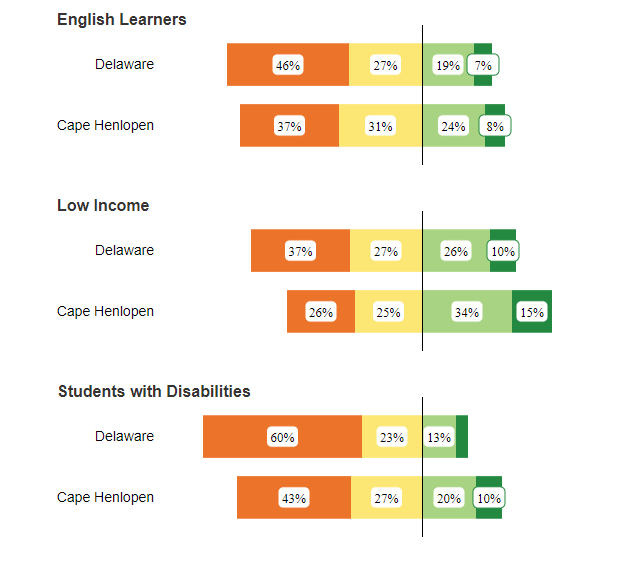 English Learners
Delaware 46% 27% 19% 7%
Cape Henlopen 37% 31% 24% 8%
Low Income
Delaware 37% 27% 26% 10%
Cape Henlopen 26% 25% 34% 15%
Students with Disabilities
Delaware 60% 23% 13%
Cape Henlopen 43% 27% 20% 10%